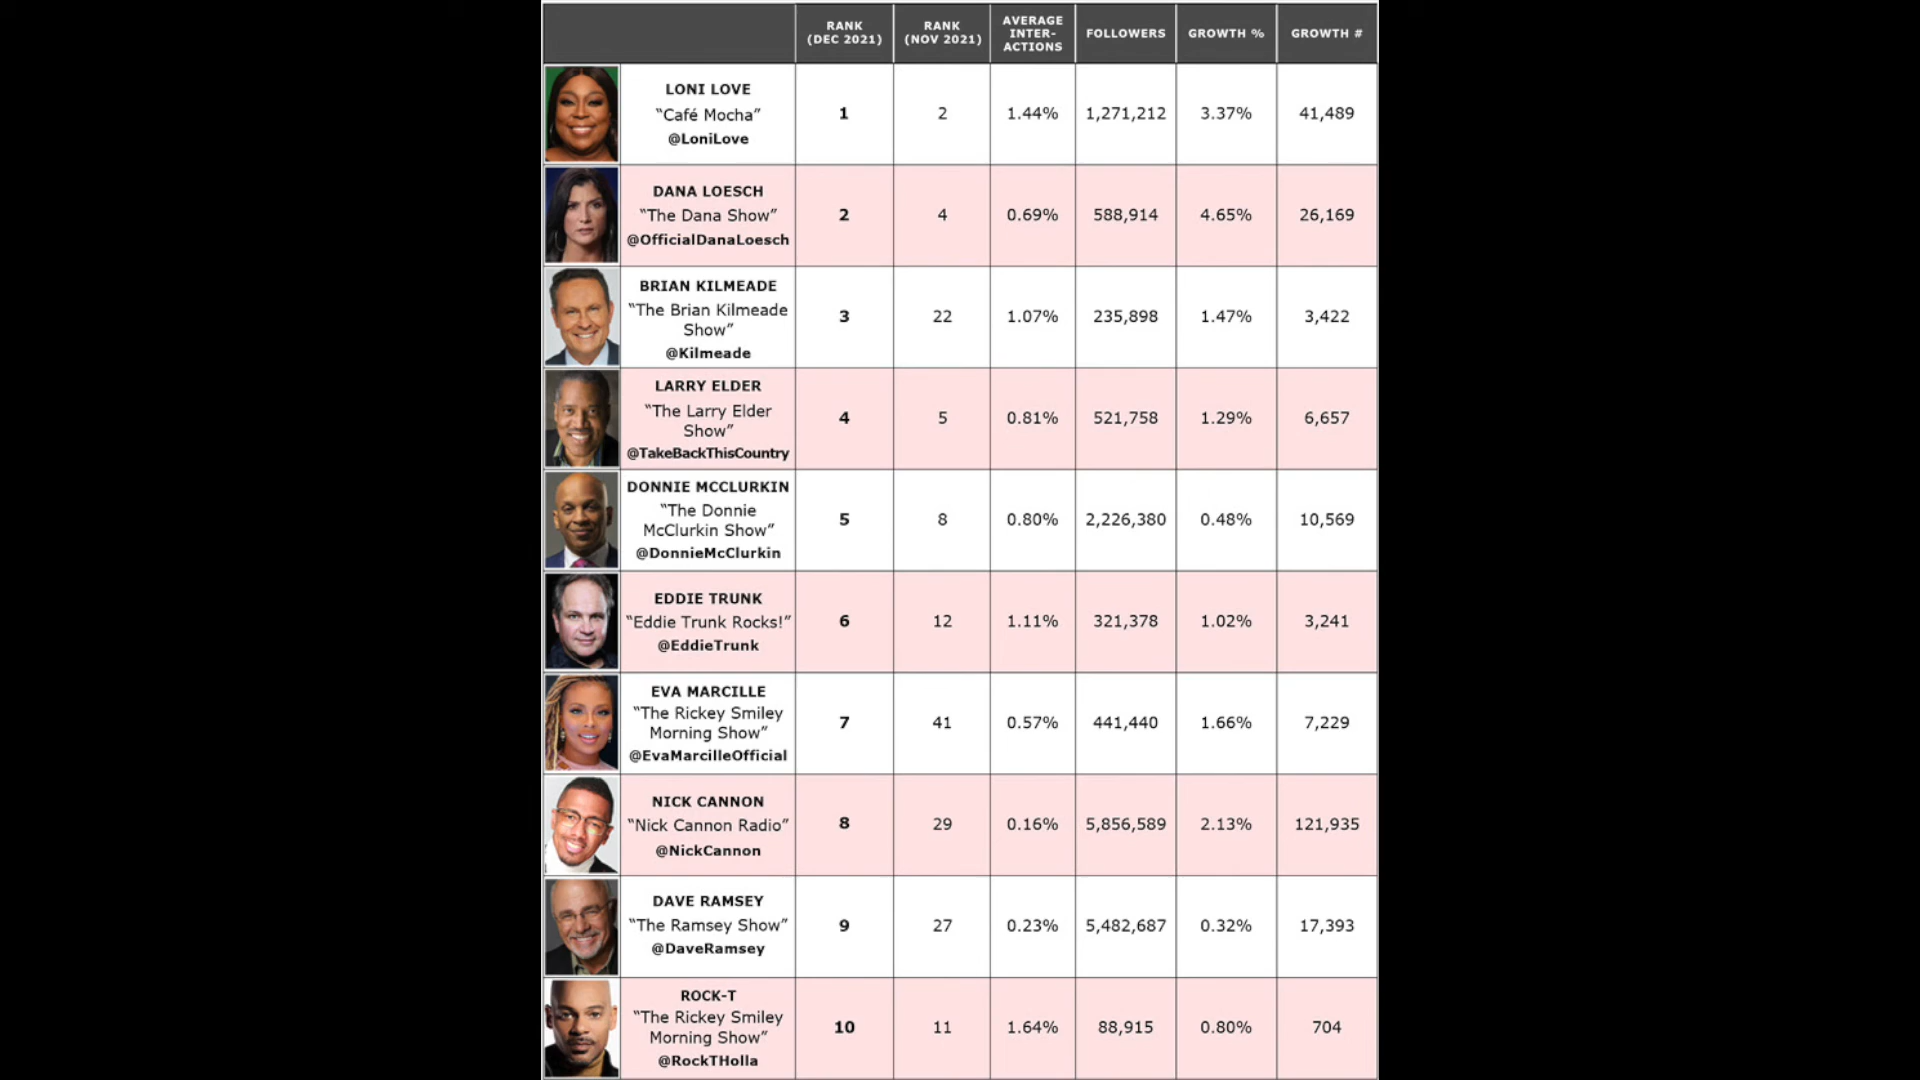 RANK
(DEC 2021)
RANK
(NOV 2021)
AVERAGE
INTER-
ACTIONS
FOLLOWERS
GROWTH %
GROWTH #
LONI LOVE
“Café Mocha”
@LoniLove
1
2
1.44%
1,271,212
3.37%
41,489
DANA LOESCH
“The Dana Show”
@OfficialDanaLoesch
2
4
0.69%
588,914
4.65%
26,169
BRIAN KILMEADE
“The Brian Kilmeade
Show”
@Kilmeade
3
22
1.07%
235,898
1.47%
3,422
LARRY ELDER
“The Larry Elder
Show”
@TakeBackThisCountry
4
5
0.81%
521,758
1.29%
6,657
DONNIE MCCLURKIN
“The Donnie
McClurkin Show”
@DonnieMcClurkin
5
8
0.80%
2,226,380
0.48%
10,569
EDDIE TRUNK
“Eddie Trunk Rocks!”
@EddieTrunk
6
12
1.11%
321,378
1.02%
3,241
EVA MARCILLE
“The Rickey Smiley
Morning Show”
@EvaMarcilleOfficial
7
41
0.57%
441,440
1.66%
7,229
NICK CANNON
“Nick Cannon Radio”
@NickCannon
8
29
0.16%
5,856,589
2.13%
121,935
DAVE RAMSEY
“The Ramsey Show”
@DaveRamsey
9
27
0.23%
5,482,687
0.32%
17,393
ROCK-T
“The Rickey Smiley
Morning Show”
@RockTHolla
10
11
1.64%
88,915
0.80%
704